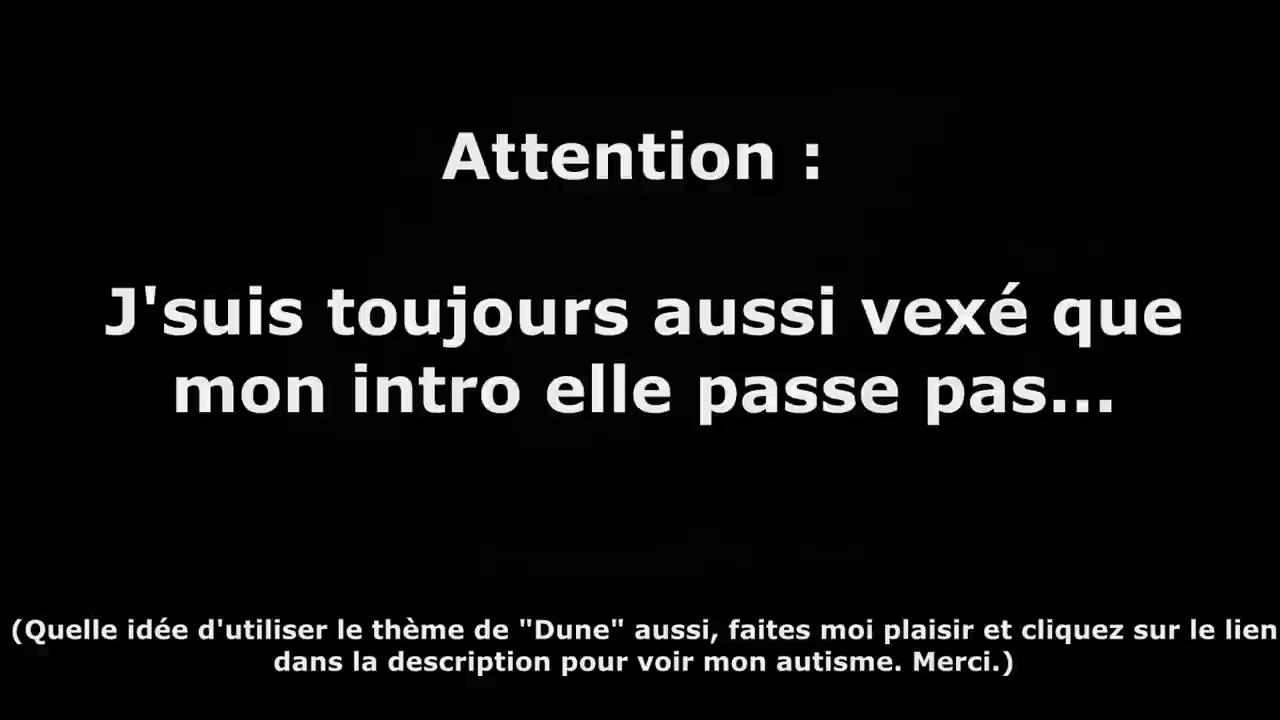 Attention :
J'suis toujours aussi vexé que
mon intro elle passe pas...
(Quelle idée d'utiliser le thème de "Dune" aussi, faites moi plaisir et cliquez sur le lien
dans la description pour voir mon autisme. Merci.)